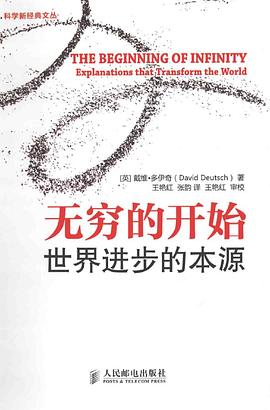 .科学新经典文丛
THE BEGINNING OF INFINITY
Explanations that Transform the World
[英] 戴维·多伊奇 (David Deutsch) 著
王艳红 张韵 译 王艳红 审校
无穷的开始
世界进步的本源
人民邮电出版社
POSTS & TELECOM PRESS